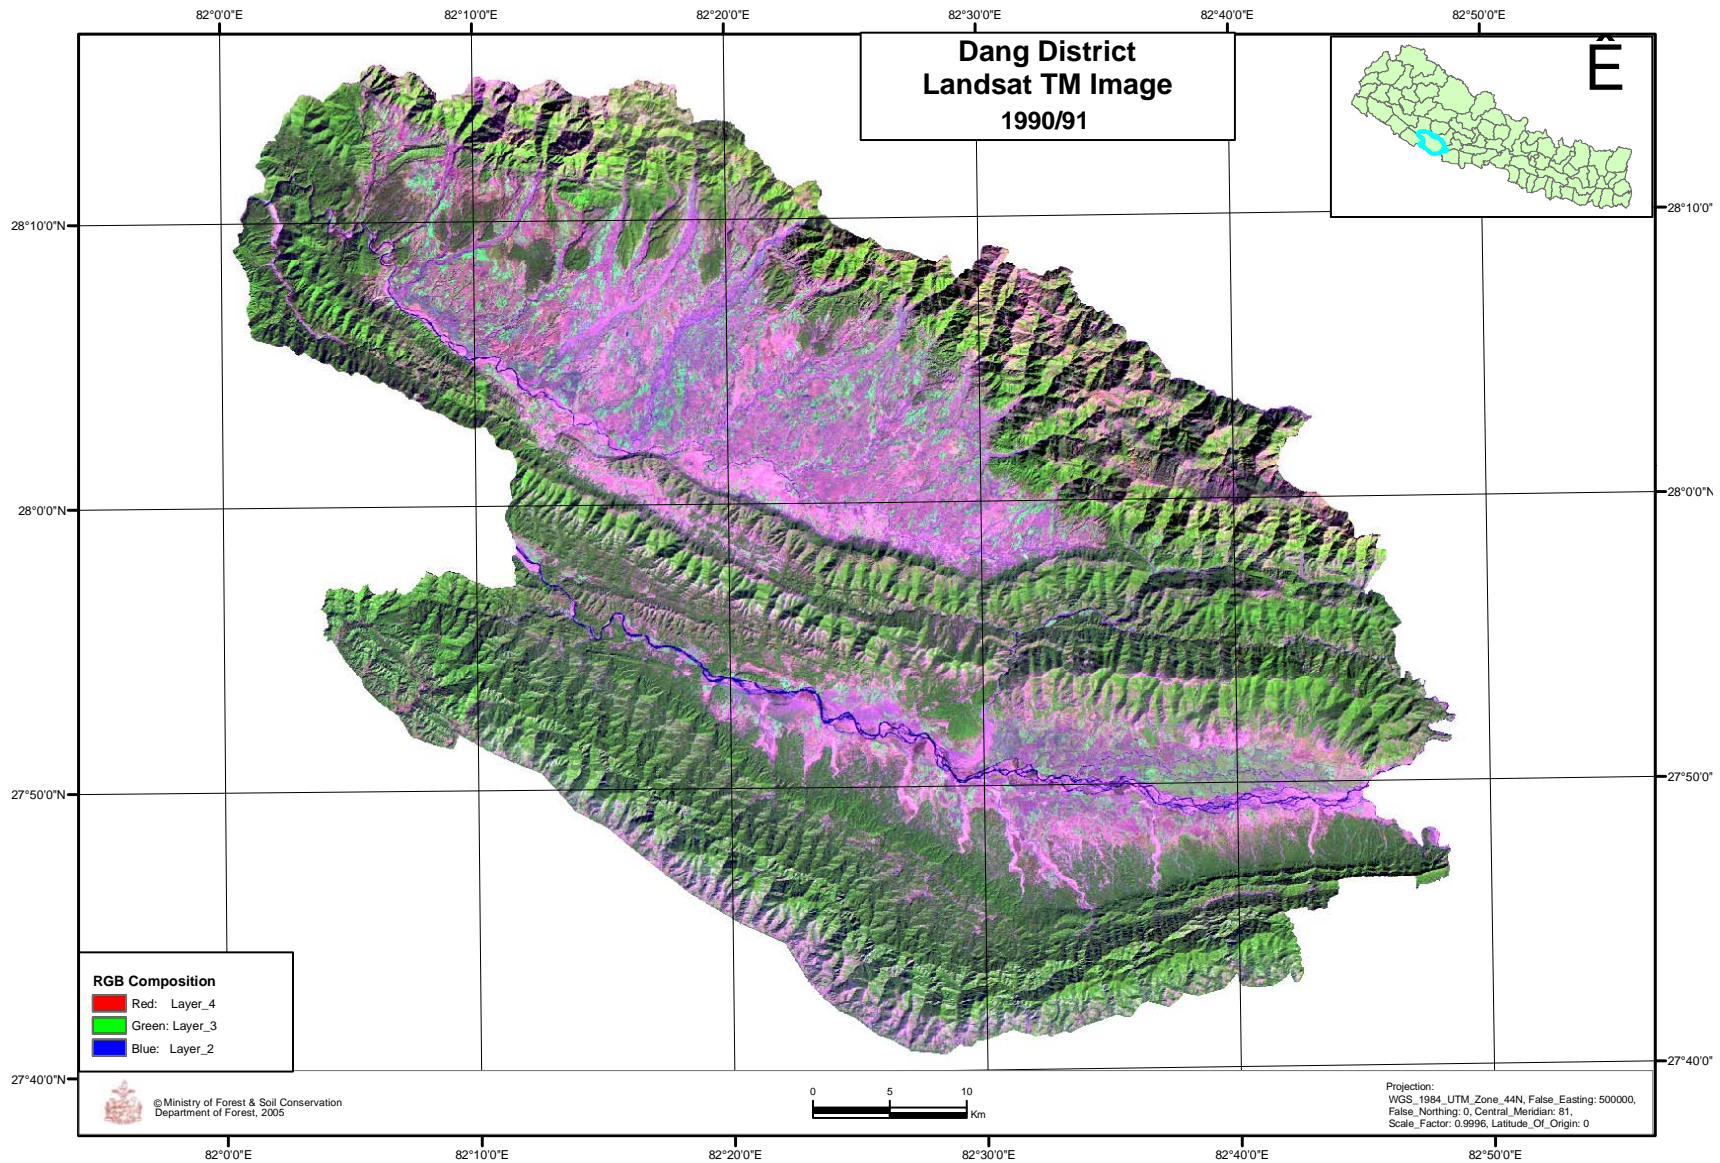 82°0'0"E 82°10'0"E 82°20'0"E 82°30'0"E 82°40'0"E 82°50'0"E
Dang District
Landsat TM Image
1990/91
Ê
28°10'0"N 28°10'0"
28°0'0"N 28°0'0"N
27°50'0"N 27°50'0"N
RGB Composition
Red: Layer_4
Green: Layer_3
Blue: Layer_2
27°40'0"N 27°40'0"N
© Ministry of Forest & Soil Conservation
Department of Forest, 2005
0 5 10
Km
Projection:
WGS_1984_UTM_Zone_44N, False_Easting: 500000,
False_Northing: 0, Central_Meridian: 81,
Scale_Factor: 0.9996, Latitude_Of_Origin: 0
82°0'0"E 82°10'0"E 82°20'0"E 82°30'0"E 82°40'0"E 82°50'0"E